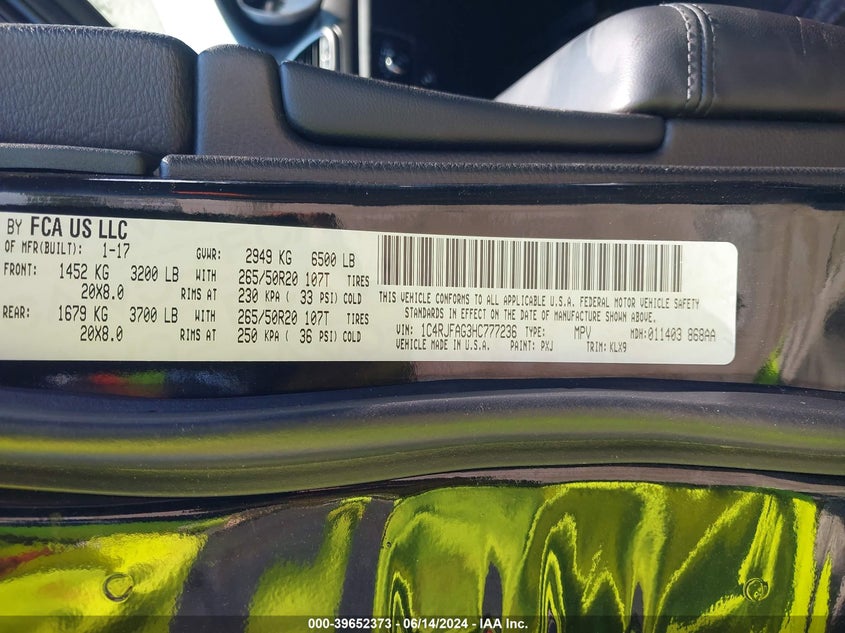 BY FCA US LLC
OF MFR(BUILT): 1-17 GVWR: 2949 KG 6500 LB
FRONT: 1452 KG 3200 LB WITH 265/50R20 107T TIRES
20X8.0 RIMS AT 230 KPA ( 33 PSI) COLD
REAR: 1679 KG 3700 LB WITH 265/50R20 107T TIRES
20X8.0 RIMS AT 250 KPA ( 36 PSI) COLD
THIS VEHICLE CONFORMS TO ALL APPLICABLE U.S.A. FEDERAL MOTOR VEHICLE SAFETY
STANDARDS IN EFFECT ON THE DATE OF MANUFACTURE SHOWN ABOVE.
VIN: 1C4RJFAG3HC777236 TYPE: MPV MDH:011403 868AA
VEHICLE MADE IN U.S.A. PAINT: PXJ TRIM: KLX9
000-39652373 - 06/14/2024 - IAA Inc.